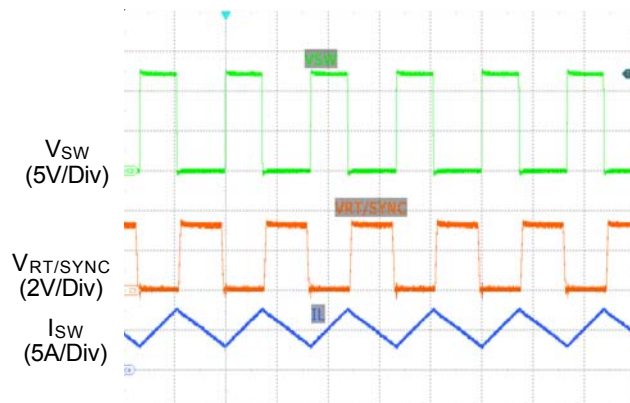 VSW
VSW
(5V/Div)
VRT/SYNC
VRT/SYNC
(2V/Div)
IL
ISW
(5A/Div)